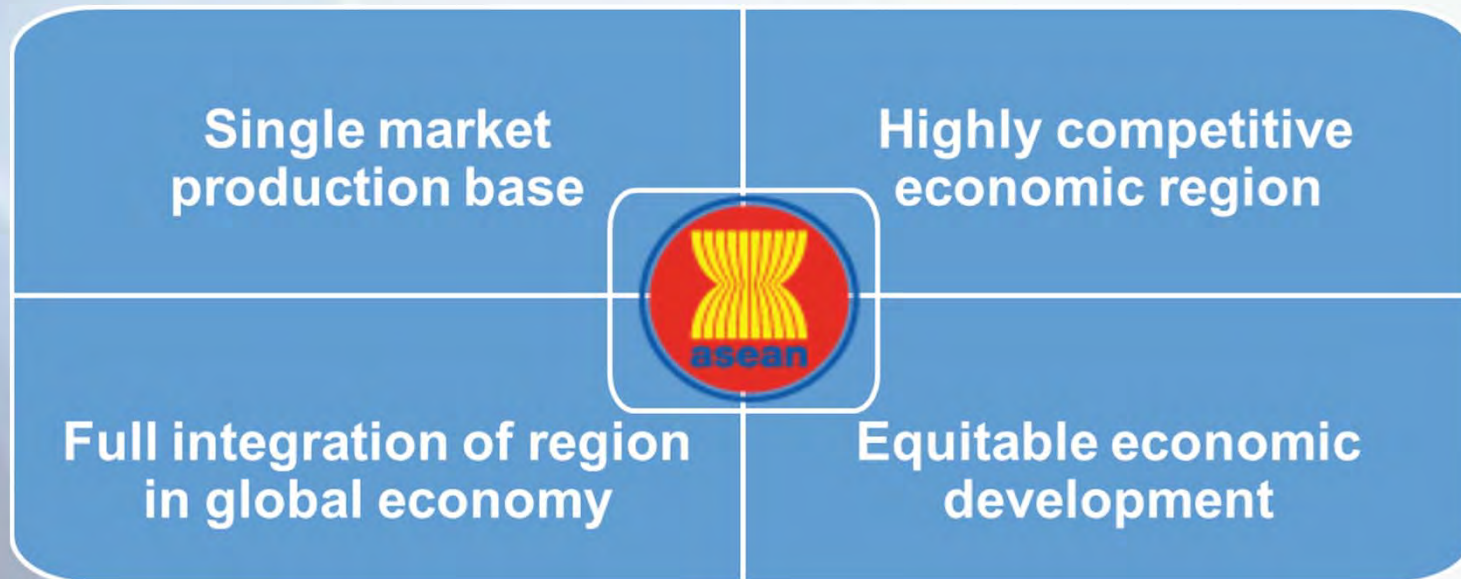 Single market
production base
Highly competitive
economic region
asean
Full integration of region
in global economy
Equitable economic
development